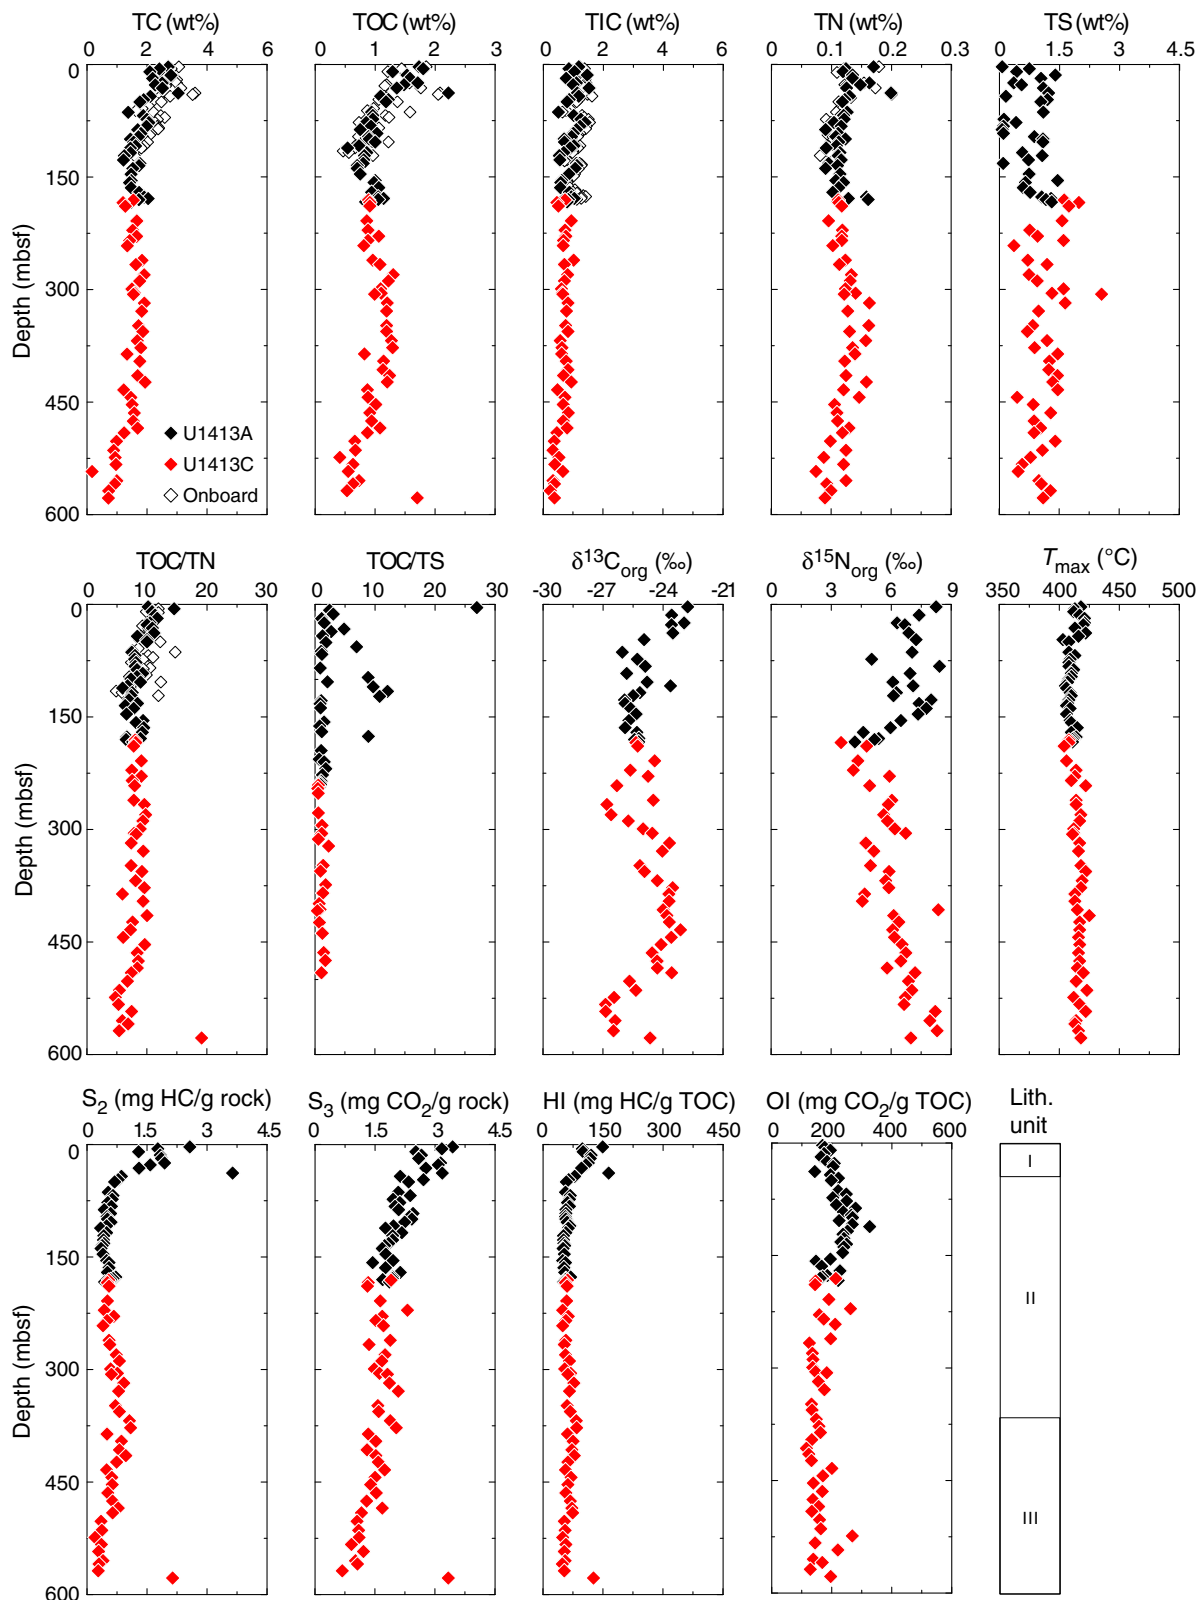 TC (wt%) TOC (wt%) TIC (wt%) TN (wt%) TS (wt%)
0 2 4 6 0 1 2 3 0 2 4 6 0 0.1 0.2 0.3 0 1.5 3 4.5
0
150
300
450
600
Depth (mbsf)
U1413A
U1413C
Onboard
TOC/TN TOC/TS δ¹³C_org (‰) δ¹⁵N_org (‰) T_max (°C)
0 10 20 30 0 10 20 30 -30 -27 -24 -21 0 3 6 9 350 400 450 500
0
150
300
450
600
Depth (mbsf)
S₂ (mg HC/g rock) S₃ (mg CO₂/g rock) HI (mg HC/g TOC) OI (mg CO₂/g TOC) Lith.
unit
0 1.5 3 4.5 0 1.5 3 4.5 0 150 300 450 0 200 400 600
0
150
300
450
600
Depth (mbsf)
I
II
III